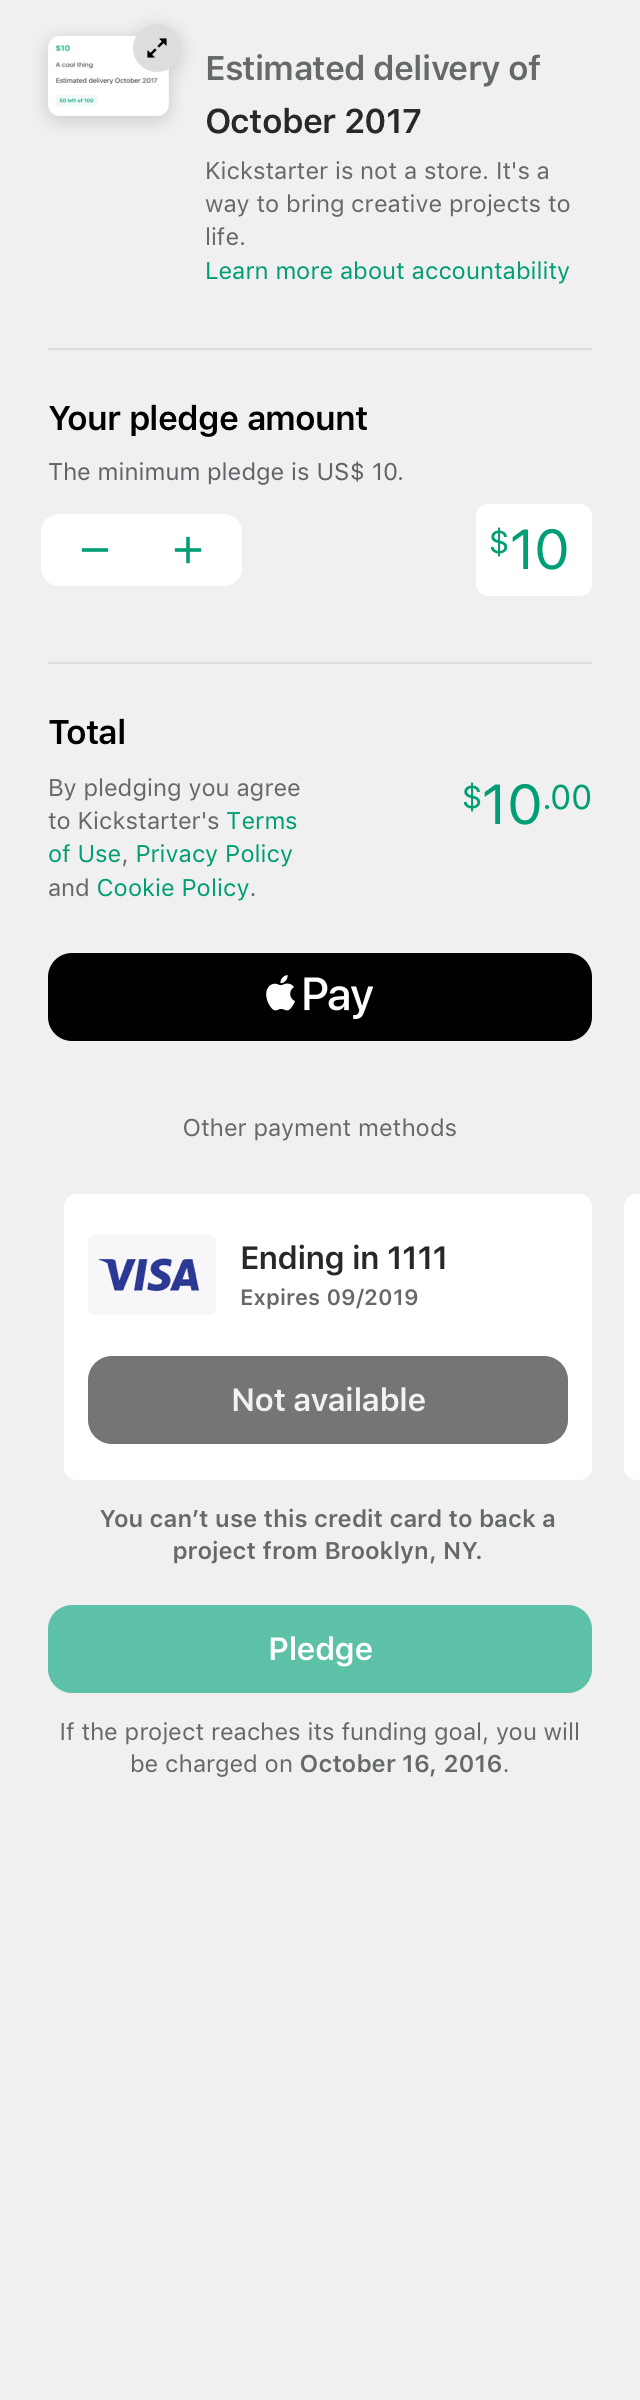 $10
A cool thing
Estimated delivery October 2017
50 left of 100
Estimated delivery of
October 2017
Kickstarter is not a store. It's a
way to bring creative projects to
life.
Learn more about accountability
Your pledge amount
The minimum pledge is US$ 10.
− +
$10
Total
By pledging you agree
to Kickstarter's Terms
of Use, Privacy Policy
and Cookie Policy.
$10.00
Pay
Other payment methods
VISA
Ending in 1111
Expires 09/2019
Not available
You can’t use this credit card to back a
project from Brooklyn, NY.
Pledge
If the project reaches its funding goal, you will
be charged on October 16, 2016.